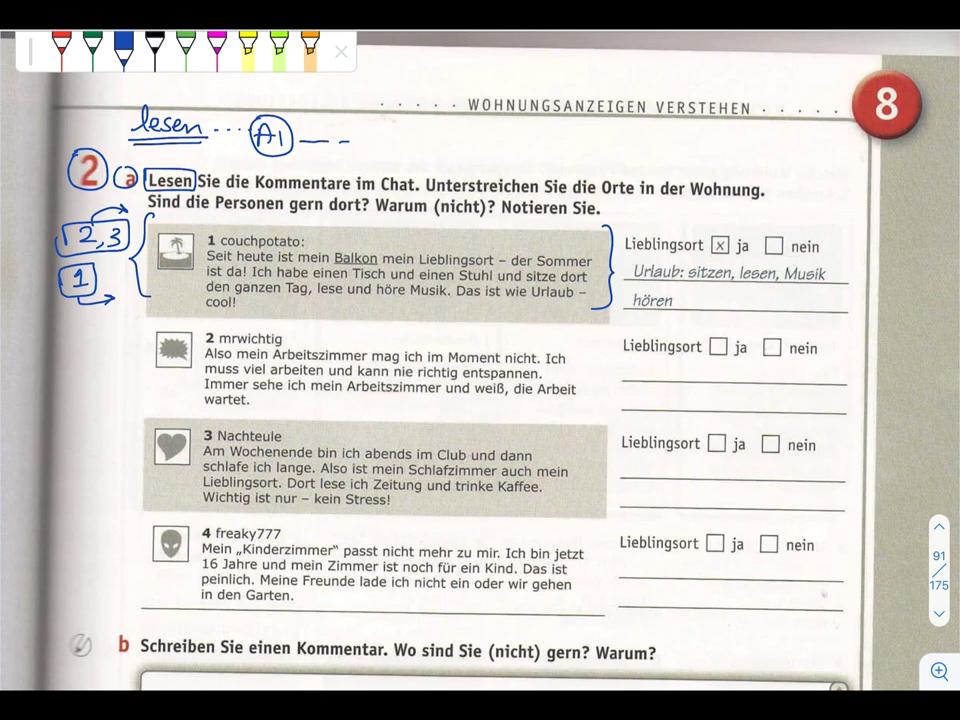 · · · · · WOHNUNGSANZEIGEN VERSTEHEN · · · · ·
8
lesen .... A1 — -
2 a Lesen Sie die Kommentare im Chat. Unterstreichen Sie die Orte in der Wohnung.
Sind die Personen gern dort? Warum (nicht)? Notieren Sie.
1 2,3
1
1 couchpotato:
Seit heute ist mein Balkon mein Lieblingsort – der Sommer
ist da! Ich habe einen Tisch und einen Stuhl und sitze dort
den ganzen Tag, lese und höre Musik. Das ist wie Urlaub –
cool!
Lieblingsort x ja nein
Urlaub: sitzen, lesen, Musik
hören
2 mrwichtig
Also mein Arbeitszimmer mag ich im Moment nicht. Ich
muss viel arbeiten und kann nie richtig entspannen.
Immer sehe ich mein Arbeitszimmer und weiß, die Arbeit
wartet.
Lieblingsort ja nein
3 Nachteule
Am Wochenende bin ich abends im Club und dann
schlafe ich lange. Also ist mein Schlafzimmer auch mein
Lieblingsort. Dort lese ich Zeitung und trinke Kaffee.
Wichtig ist nur – kein Stress!
Lieblingsort ja nein
4 freaky777
Mein „Kinderzimmer“ passt nicht mehr zu mir. Ich bin jetzt
16 Jahre und mein Zimmer ist noch für ein Kind. Das ist
peinlich. Meine Freunde lade ich nicht ein oder wir gehen
in den Garten.
Lieblingsort ja nein
b Schreiben Sie einen Kommentar. Wo sind Sie (nicht) gern? Warum?
91
/
175